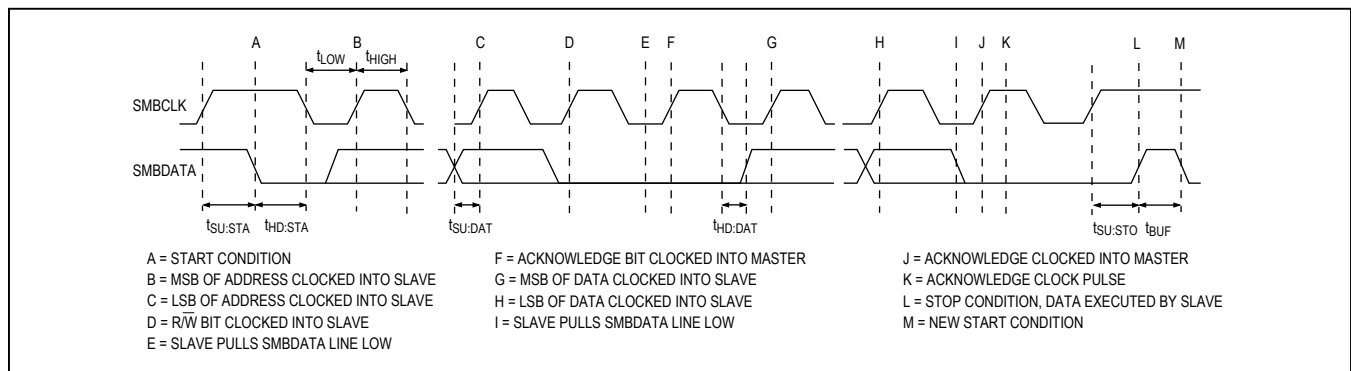 A B C D E F G H I J K L M
tLOW tHIGH
SMBCLK
SMBDATA
tSU:STA tHD:STA tSU:DAT tHD:DAT tSU:STO tBUF
A = START CONDITION
B = MSB OF ADDRESS CLOCKED INTO SLAVE
C = LSB OF ADDRESS CLOCKED INTO SLAVE
D = R/W̅ BIT CLOCKED INTO SLAVE
E = SLAVE PULLS SMBDATA LINE LOW
F = ACKNOWLEDGE BIT CLOCKED INTO MASTER
G = MSB OF DATA CLOCKED INTO SLAVE
H = LSB OF DATA CLOCKED INTO SLAVE
I = SLAVE PULLS SMBDATA LINE LOW
J = ACKNOWLEDGE CLOCKED INTO MASTER
K = ACKNOWLEDGE CLOCK PULSE
L = STOP CONDITION, DATA EXECUTED BY SLAVE
M = NEW START CONDITION